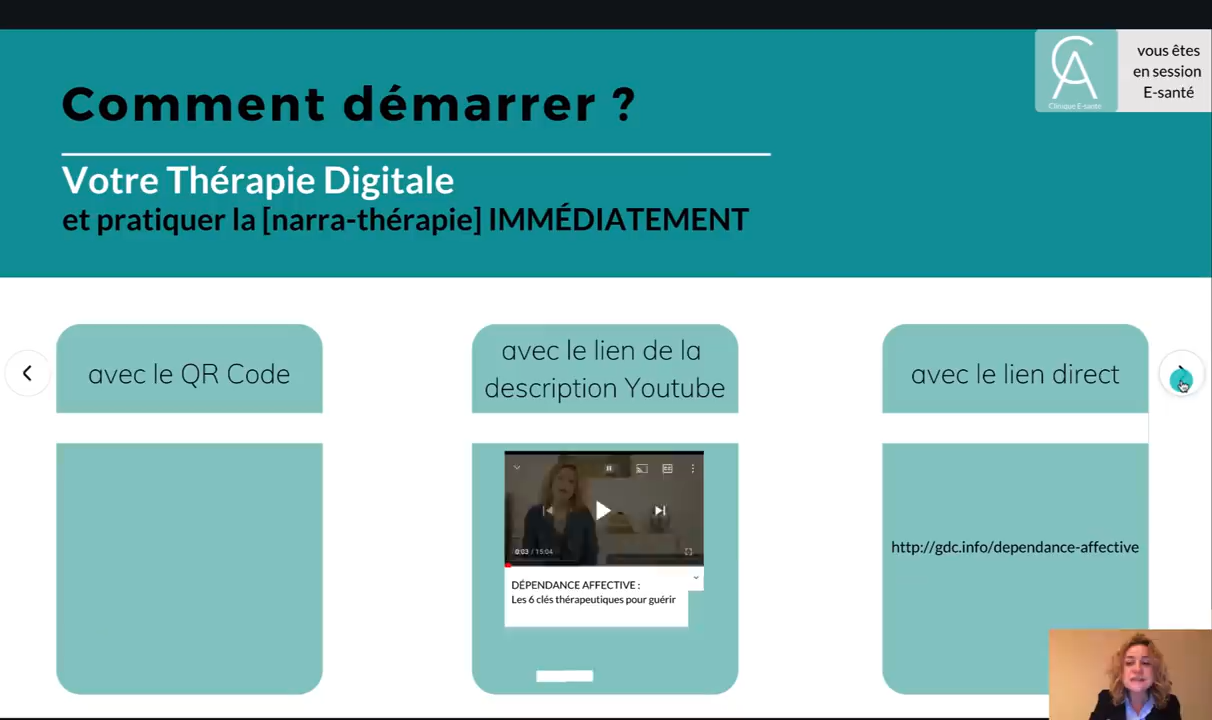 Comment démarrer ?
vous êtes
en session
E-santé
Clinique E-santé
Votre Thérapie Digitale
et pratiquer la [narra-thérapie] IMMÉDIATEMENT
avec le QR Code
avec le lien de la
description Youtube
avec le lien direct
0:03 / 15:04
DÉPENDANCE AFFECTIVE :
Les 6 clés thérapeutiques pour guérir
http://gdc.info/dependance-affective